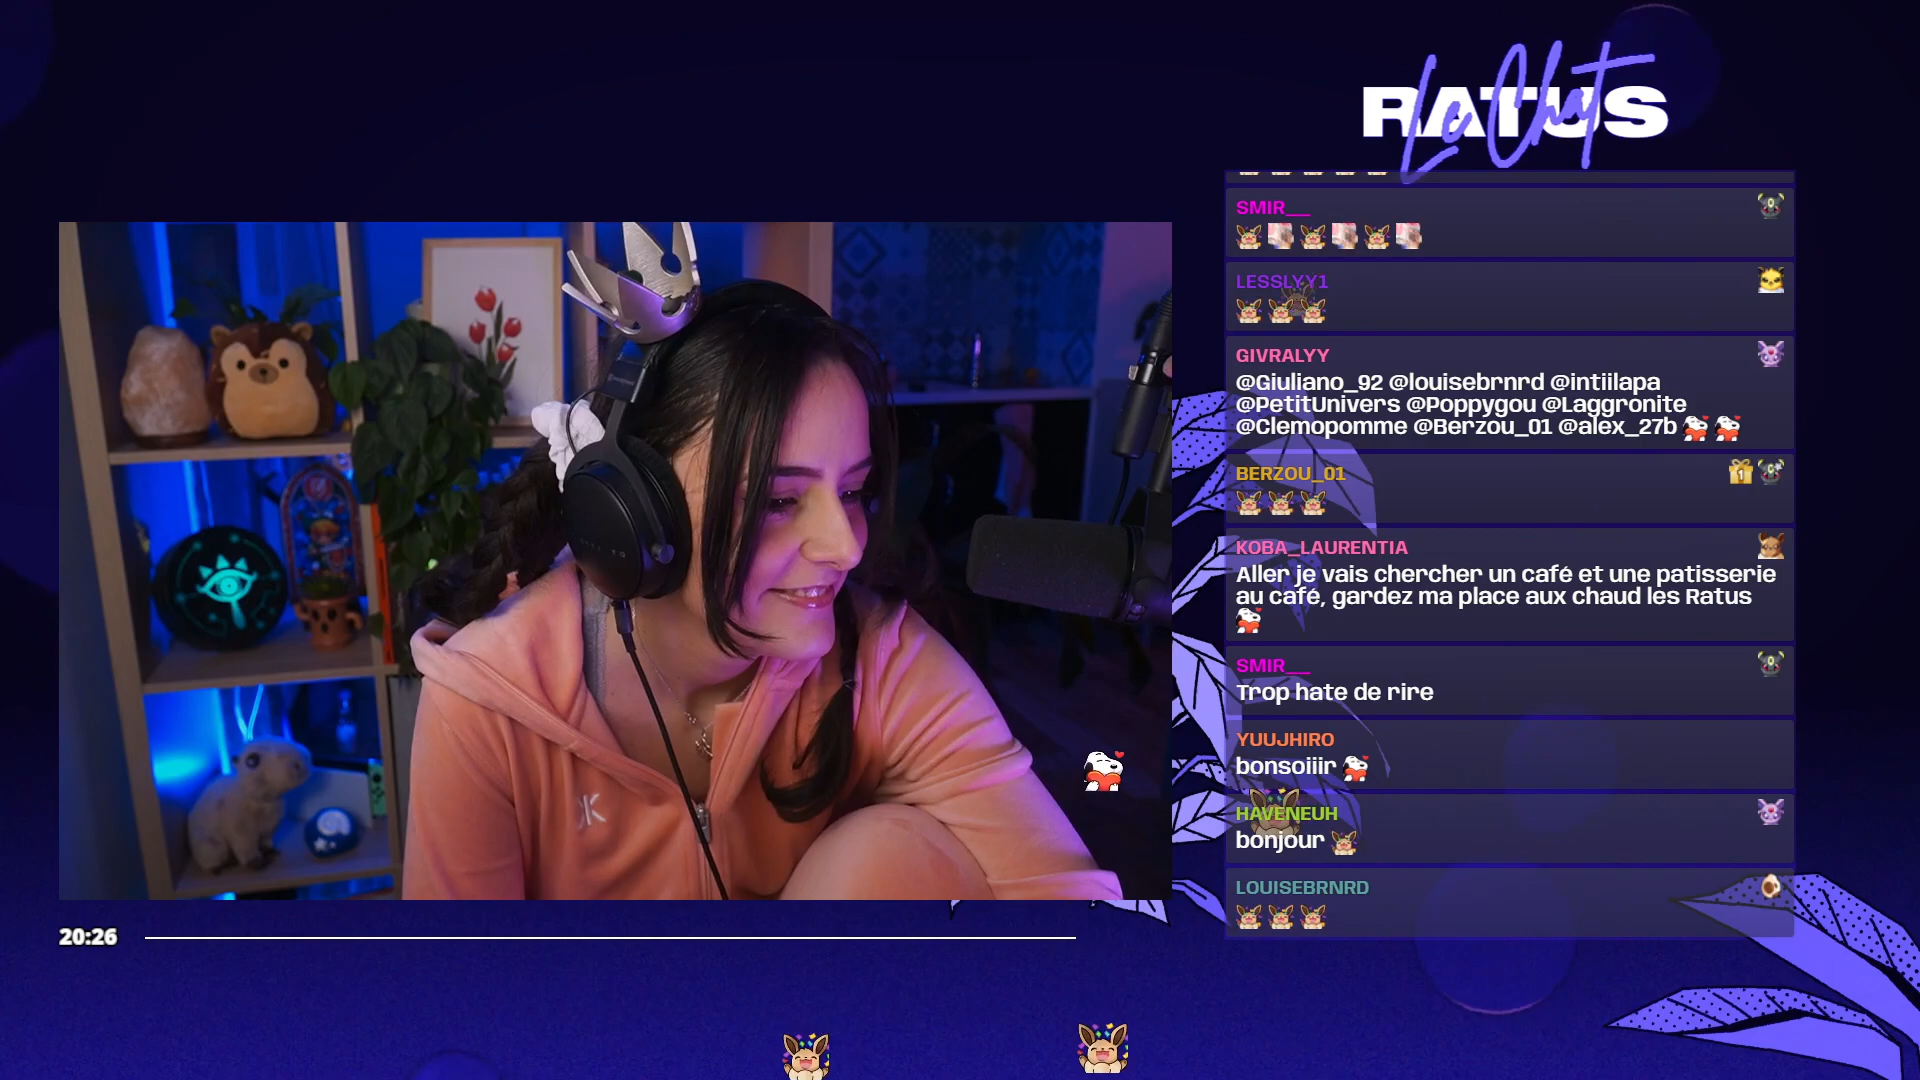 RATUS
Le Chat
SMIR__
LESSLYY1
GIVRALYY
@Giuliano_92 @louisebrnrd @intiilapa
@PetitUnivers @Poppygou @Laggronite
@Clemopomme @Berzou_01 @alex_27b
BERZOU_01
KOBA_LAURENTIA
Aller je vais chercher un café et une patisserie
au café, gardez ma place aux chaud les Ratus
SMIR__
Trop hate de rire
YUUJHIRO
bonsoiiir
HAVENEUH
bonjour
LOUISEBRNRD
20:26